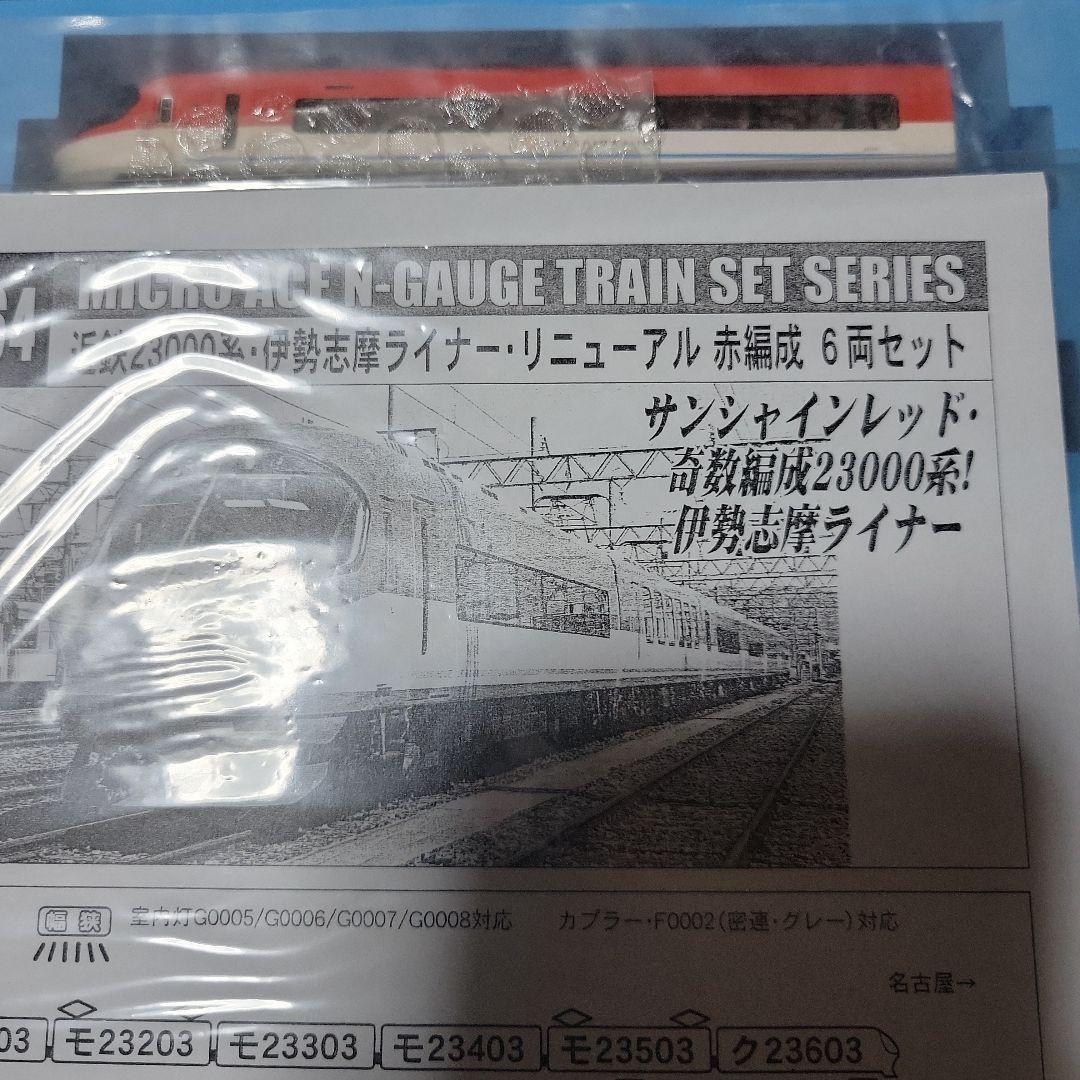 64
MICRO ACE N-GAUGE TRAIN SET SERIES
近鉄23000系・伊勢志摩ライナー・リニューアル 赤編成 6両セット
サンシャインレッド・
奇数編成23000系!
伊勢志摩ライナー
幅狭 室内灯G0005/G0006/G0007/G0008対応 カプラー・F0002(密連・グレー)対応
名古屋→
03 モ23203 モ23303 モ23403 モ23503 ク23603